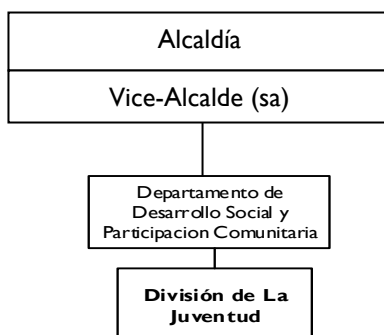 Alcaldía
Vice-Alcalde (sa)
Departamento de
Desarrollo Social y
Participacion Comunitaria
División de La
Juventud